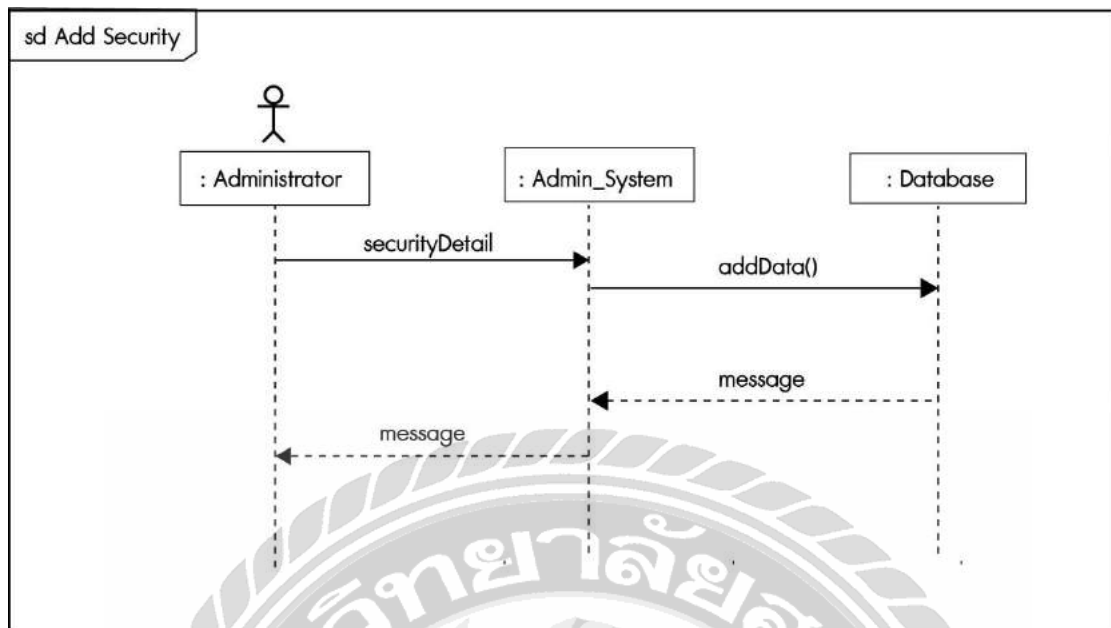 sd Add Security
: Administrator
: Admin_System
: Database
securityDetail
addData()
message
message